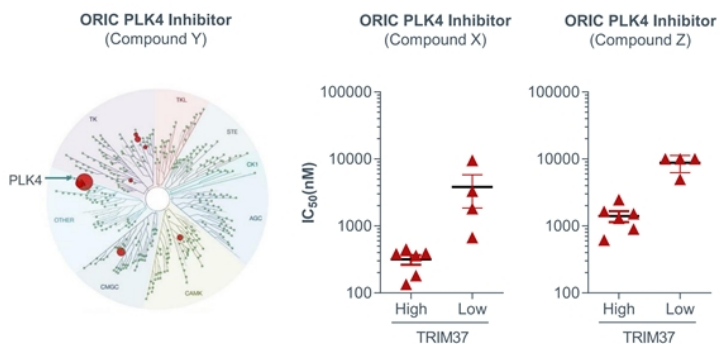 ORIC PLK4 Inhibitor
(Compound Y)
TK
TKL
STE
CK1
AGC
CAMK
CMGC
OTHER
PLK4
ORIC PLK4 Inhibitor
(Compound X)
IC50(nM)
100000
10000
1000
100
High Low
TRIM37
ORIC PLK4 Inhibitor
(Compound Z)
100000
10000
1000
100
High Low
TRIM37